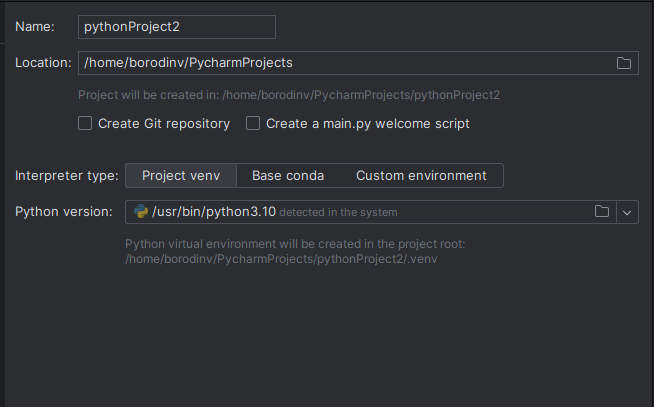 Name: pythonProject2
Location: /home/borodinv/PycharmProjects
Project will be created in: /home/borodinv/PycharmProjects/pythonProject2
Create Git repository Create a main.py welcome script
Interpreter type: Project venv Base conda Custom environment
Python version: /usr/bin/python3.10 detected in the system
Python virtual environment will be created in the project root:
/home/borodinv/PycharmProjects/pythonProject2/.venv